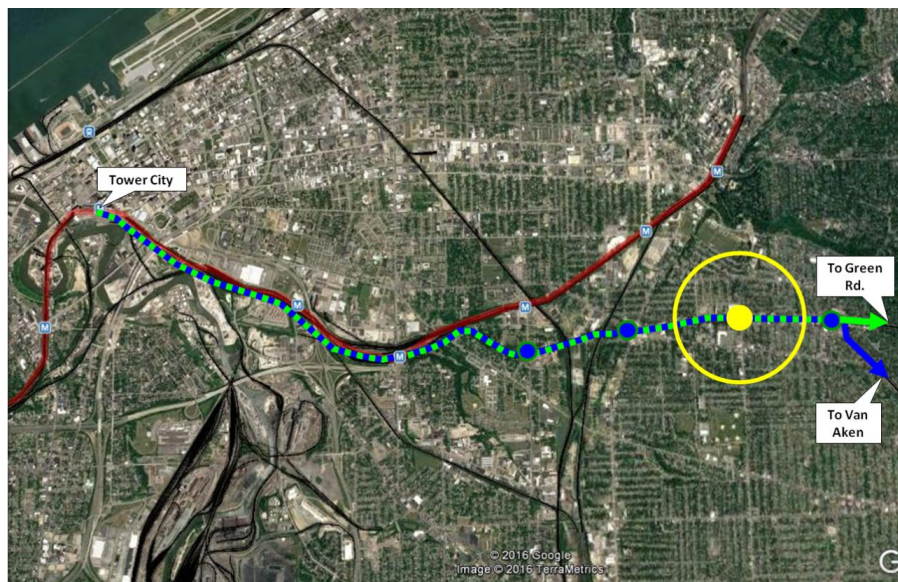 Tower City
To Green
Rd.
To Van
Aken
M
M
M
M
M
M
© 2016 Google
Image © 2016 TerraMetrics
G